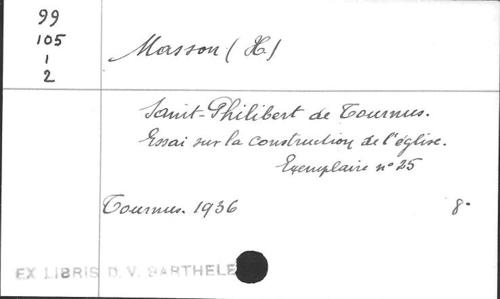 99
105
1
2
Masson (H)
Saint-Philibert de Tournus.
Essai sur la construction de l'église.
Exemplaire n° 25
Tournus. 1936 8°
EX LIBRIS D. V. BARTHELE